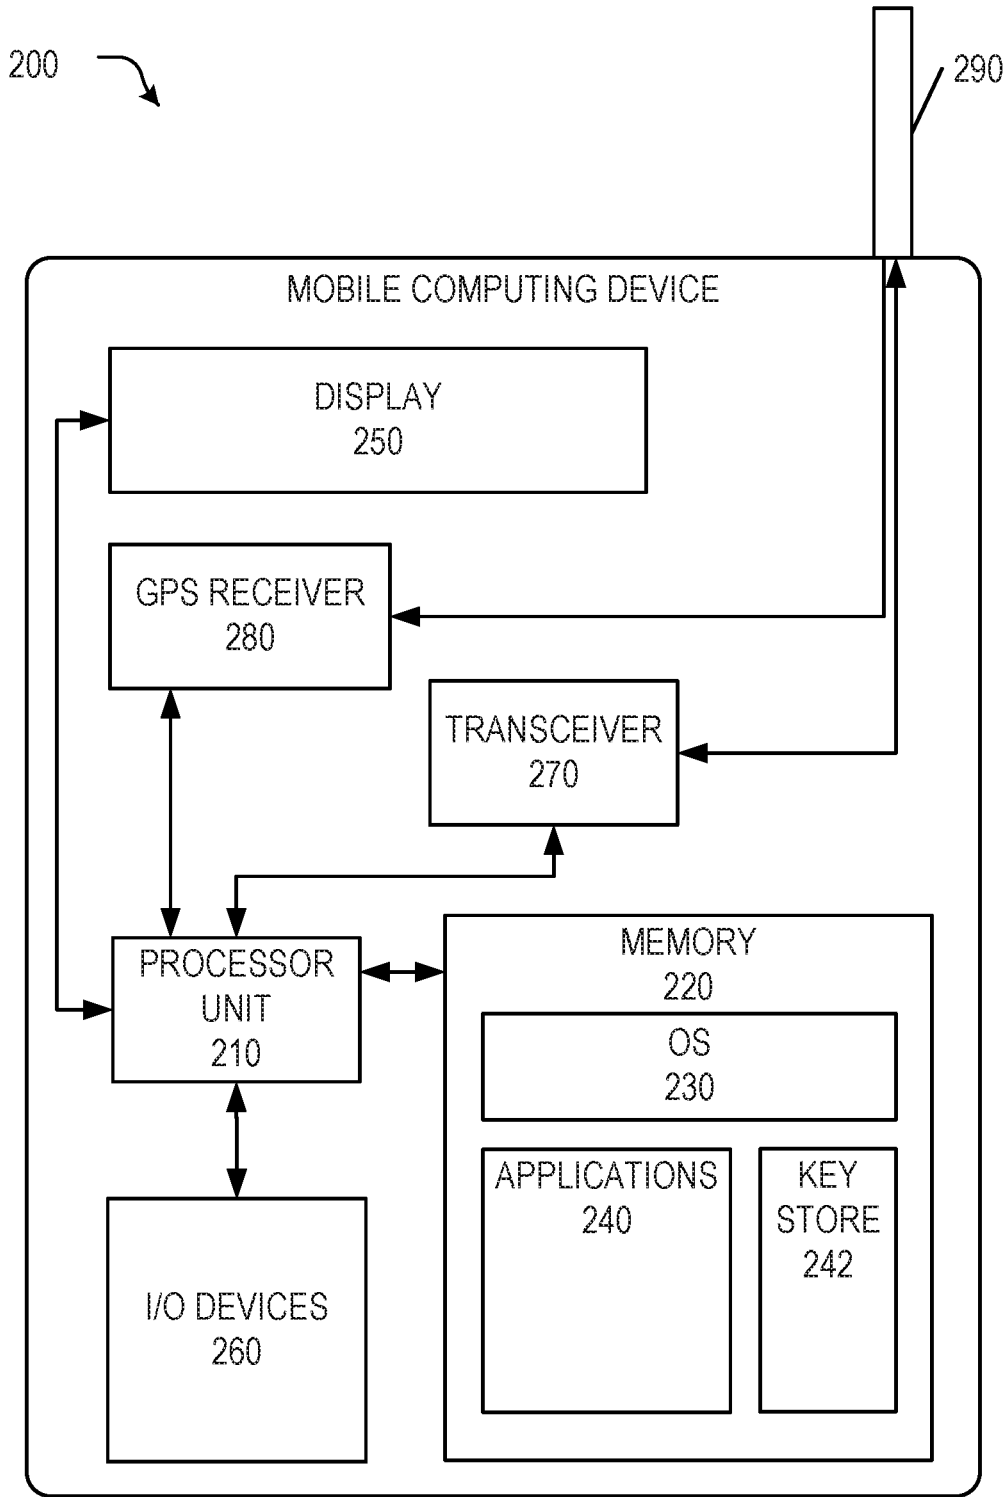 200
290
MOBILE COMPUTING DEVICE
DISPLAY
250
GPS RECEIVER
280
TRANSCEIVER
270
PROCESSOR
UNIT
210
MEMORY
220
OS
230
APPLICATIONS
240
KEY
STORE
242
I/O DEVICES
260